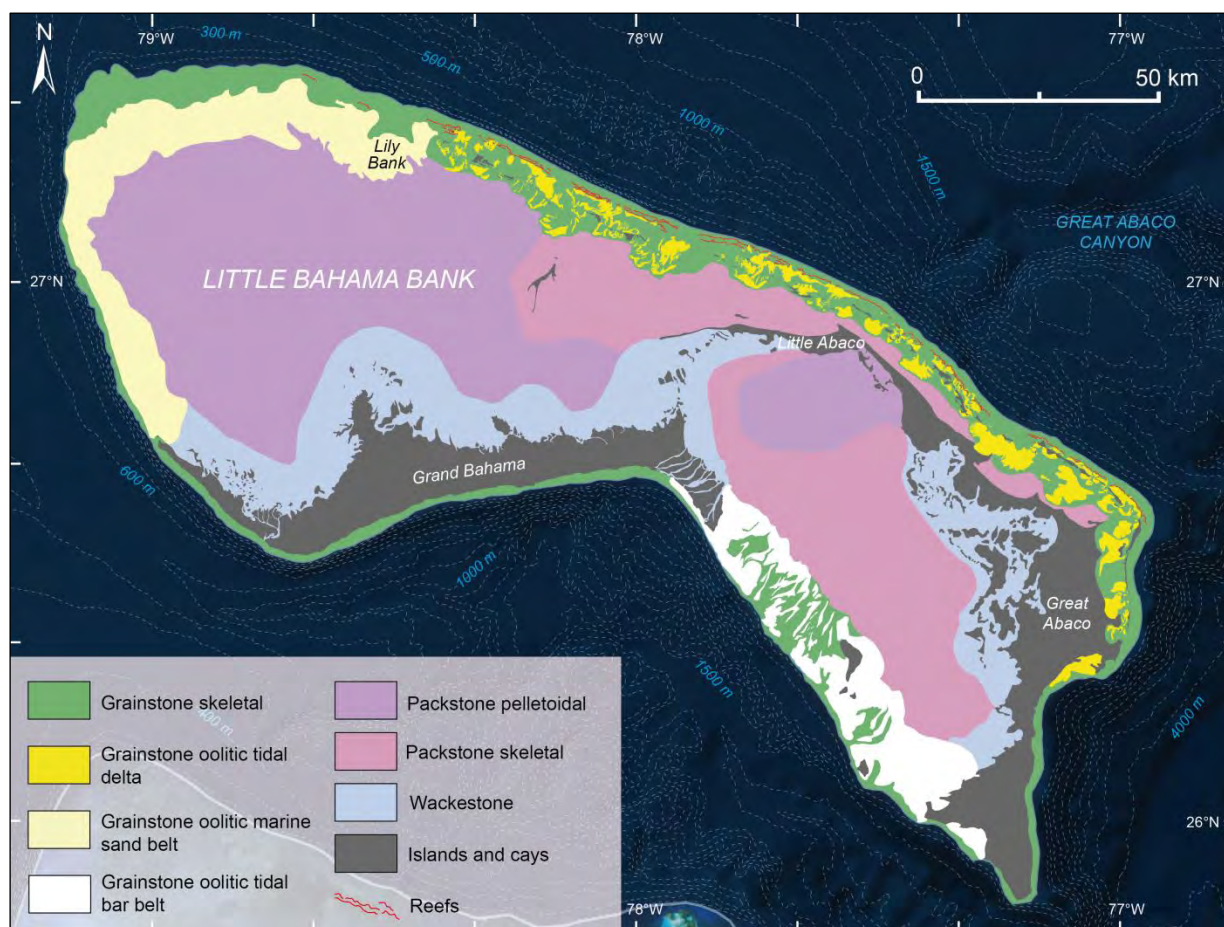 N
79°W
300 m
500 m
78°W
77°W
0
50 km
1000 m
1500 m
Lily
Bank
GREAT ABACO
CANYON
27°N
LITTLE BAHAMA BANK
27°N
Little Abaco
Grand Bahama
600 m
1000 m
Great
Abaco
1500 m
4000 m
400 m
26°N
Grainstone skeletal
Grainstone oolitic tidal
delta
Grainstone oolitic marine
sand belt
Grainstone oolitic tidal
bar belt
Packstone pelletoidal
Packstone skeletal
Wackestone
Islands and cays
Reefs
78°W
77°W